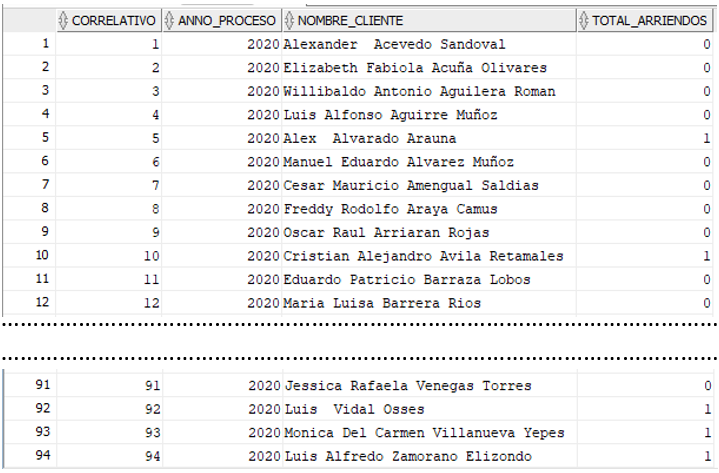 CORRELATIVO ANNO_PROCESO NOMBRE_CLIENTE TOTAL_ARRIENDOS
1 1 2020 Alexander  Acevedo Sandoval 0
2 2 2020 Elizabeth Fabiola Acuña Olivares 0
3 3 2020 Willibaldo Antonio Aguilera Roman 0
4 4 2020 Luis Alfonso Aguirre Muñoz 0
5 5 2020 Alex  Alvarado Arauna 1
6 6 2020 Manuel Eduardo Alvarez Muñoz 0
7 7 2020 Cesar Mauricio Amengual Saldias 0
8 8 2020 Freddy Rodolfo Araya Camus 0
9 9 2020 Oscar Raul Arriaran Rojas 0
10 10 2020 Cristian Alejandro Avila Retamales 1
11 11 2020 Eduardo Patricio Barraza Lobos 0
12 12 2020 Maria Luisa Barrera Rios 0
91 91 2020 Jessica Rafaela Venegas Torres 0
92 92 2020 Luis  Vidal Osses 1
93 93 2020 Monica Del Carmen Villanueva Yepes 1
94 94 2020 Luis Alfredo Zamorano Elizondo 1